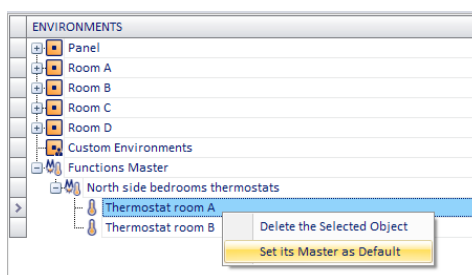 ENVIRONMENTS
Panel
Room A
Room B
Room C
Room D
Custom Environments
Functions Master
North side bedrooms thermostats
Thermostat room A
Thermostat room B
Delete the Selected Object
Set its Master as Default